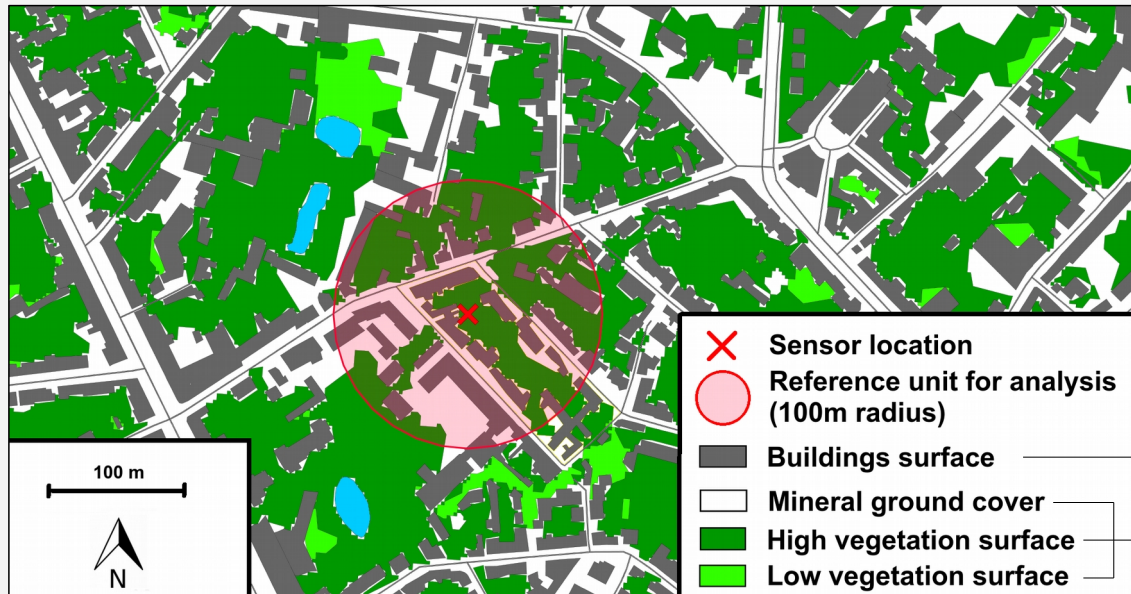 Sensor location
Reference unit for analysis
(100m radius)
Buildings surface
Mineral ground cover
High vegetation surface
Low vegetation surface
100 m
N